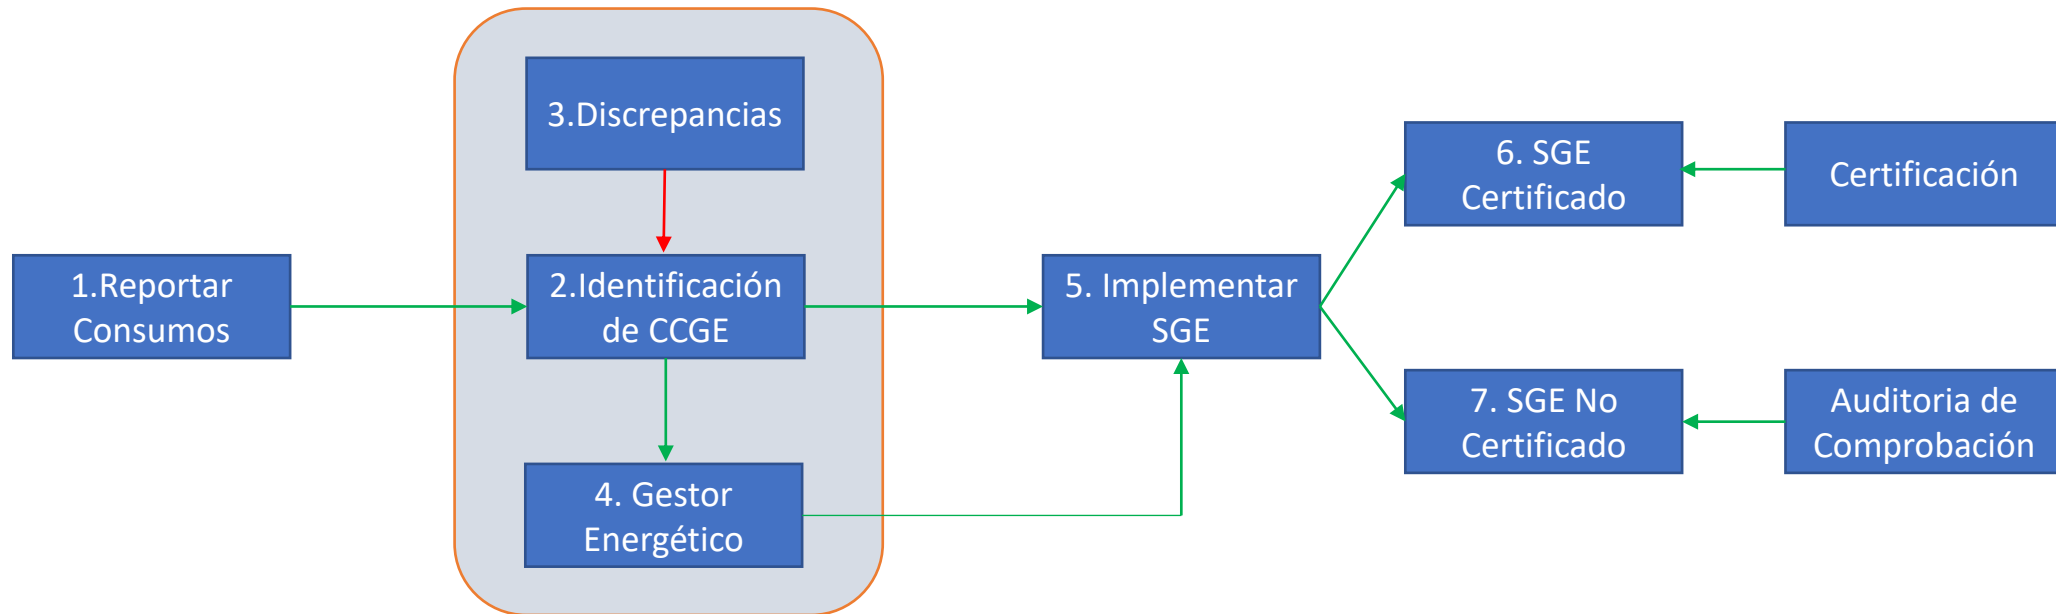 3.Discrepancias
1.Reportar
Consumos
2.Identificación
de CCGE
4. Gestor
Energético
5. Implementar
SGE
6. SGE
Certificado
Certificación
7. SGE No
Certificado
Auditoria de
Comprobación